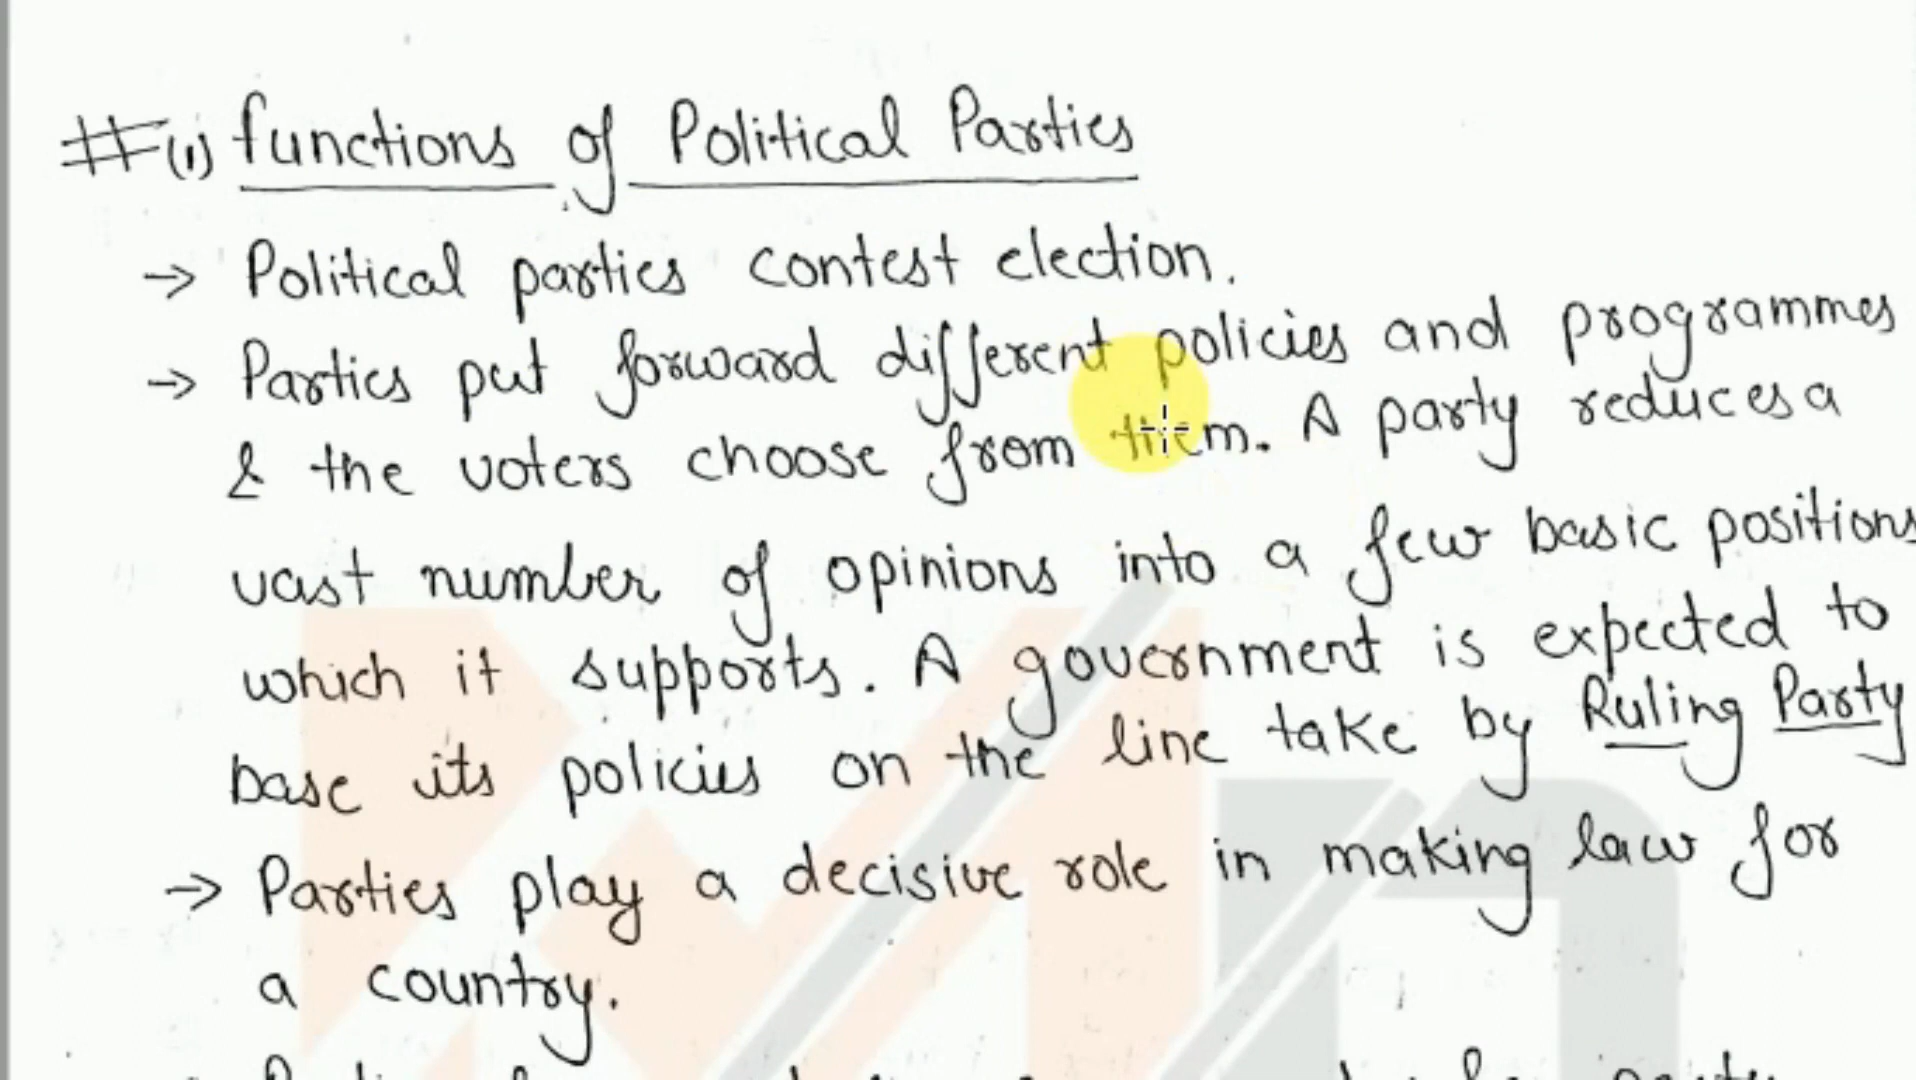 #(1) functions of Political Parties
→ Political parties contest election.
→ Parties put forward different policies and programmes
& the voters choose from them. A party reduces a
vast number of opinions into a few basic positions
which it supports. A government is expected to
base its policies on the line take by Ruling Party
→ Parties play a decisive role in making law for
a country.